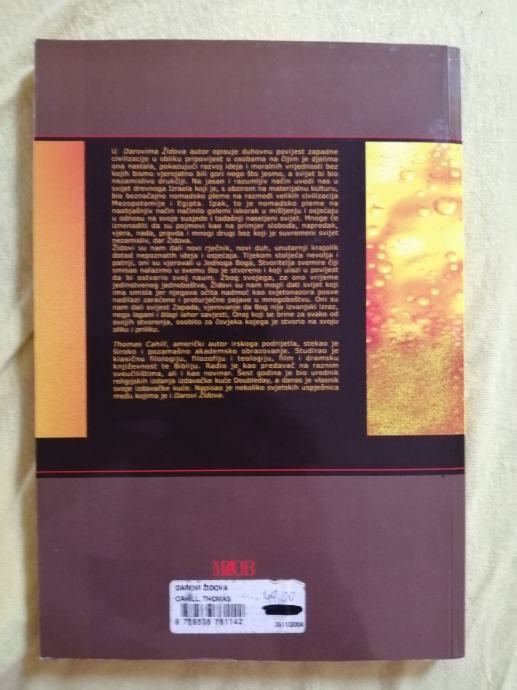 U Darovima Židova autor opisuje duhovnu povijest zapadne
civilizacije u obliku pripovijest o osobama na čijim je djelima
ona nastala, pokazujući razvoj ideja i moralnih vrijednosti bez
kojih bismo vjerojatno bili gori nego što jesmo, a svijet bi bio
nezamislivo drukčiji. Na jasan i razumljiv način uvodi nas u
svijet drevnoga Izraela koji je, s obzirom na materijalnu kulturu,
bio beznačajno nomadsko pleme na razmeđi velikih civilizacija
Mezopotamije i Egipta. Ipak, to je nomadsko pleme na
naobjašnjiv način načinilo golemi iskorak u mišljenju i osjećaju
u odnosu na svoje susjede i tadašnji naseljeni svijet. Mnoge će
iznenaditi da su pojmovi kao na primjer sloboda, napredak,
vjera, nada, pravda i mnogi drugi bez koji je suvremeni svijet
nezamisliv, dar Židova.
Židovi su nam dali novi rječnik, novi duh, unutarnji krajolik
dotad nepoznatih ideja i osjećaja. Tijekom stoljeća nevolja i
patnji, oni su vjerovali u Jednoga Boga, Stvoritelja svemira čiji
smisao nalazimo u svemu što je stvoreno i koji ulazi u povijest
da bi ostvario svoj naum. Zbog svojega, za ono vrijeme
jedinstvenog jednoboštva, Židovi su nam mogli dati svijet koji
ima smisla jer njegova očita nadmoć kao svjetonazora posve
nadilazi zaraćene i proturječne pojave u mnogoboštvu. Oni su
nam dali svijest Zapada, vjerovanje da Bog nije izvanjski izraz,
nego lagani i blagi lahor savjesti, Onaj koji se brine za svako od
svojih stvorenja, osobito za čovjeka kojega je stvorio na svoju
sliku i priliku.
Thomas Cahill, američki autor irskoga podrijetla, stekao je
široko i pozamašno akademsko obrazovanje. Studirao je
klasičnu filologiju, filozofiju i teologiju, film i dramsku
književnost te Bibliju. Radio je kao predavač na raznim
sveučilištima, ali i kao novinar. Šest godina je bio urednik
religijskih izdanja izdavačke kuće Doubleday, a danas je vlasnik
svoje izdavačke kuće. Napisao je nekoliko svjetskih uspješnica
među kojima je i Darovi Židova.
DAROVI ŽIDOVA
CAHILL, THOMAS
49,00
9 789536 761142